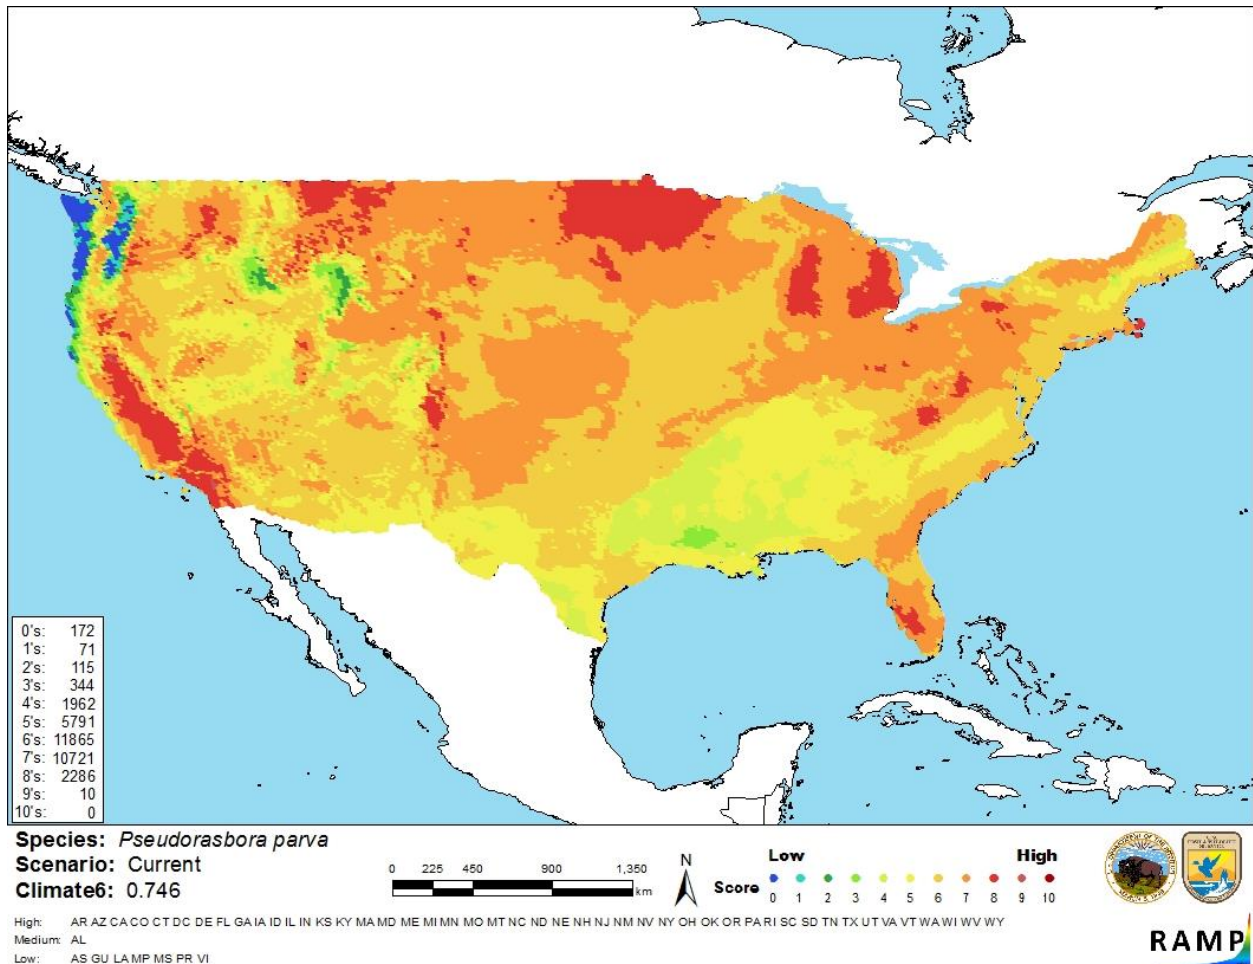 0's: 172
1's: 71
2's: 115
3's: 344
4's: 1962
5's: 5791
6's: 11865
7's: 10721
8's: 2286
9's: 10
10's: 0
Species: Pseudorasbora parva
Scenario: Current
Climate6: 0.746
0 225 450 900 1,350
km
N
Low High
Score 0 1 2 3 4 5 6 7 8 9 10
High: AR AZ CA CO CT DC DE FL GA IA ID IL IN KS KY MA MD ME MI MN MO MT NC ND NE NH NJ NM NV NY OH OK OR PA RI SC SD TN TX UT VA VT WA WI WV WY
Medium: AL
Low: AS GU LA MP MS PR VI
RAMP